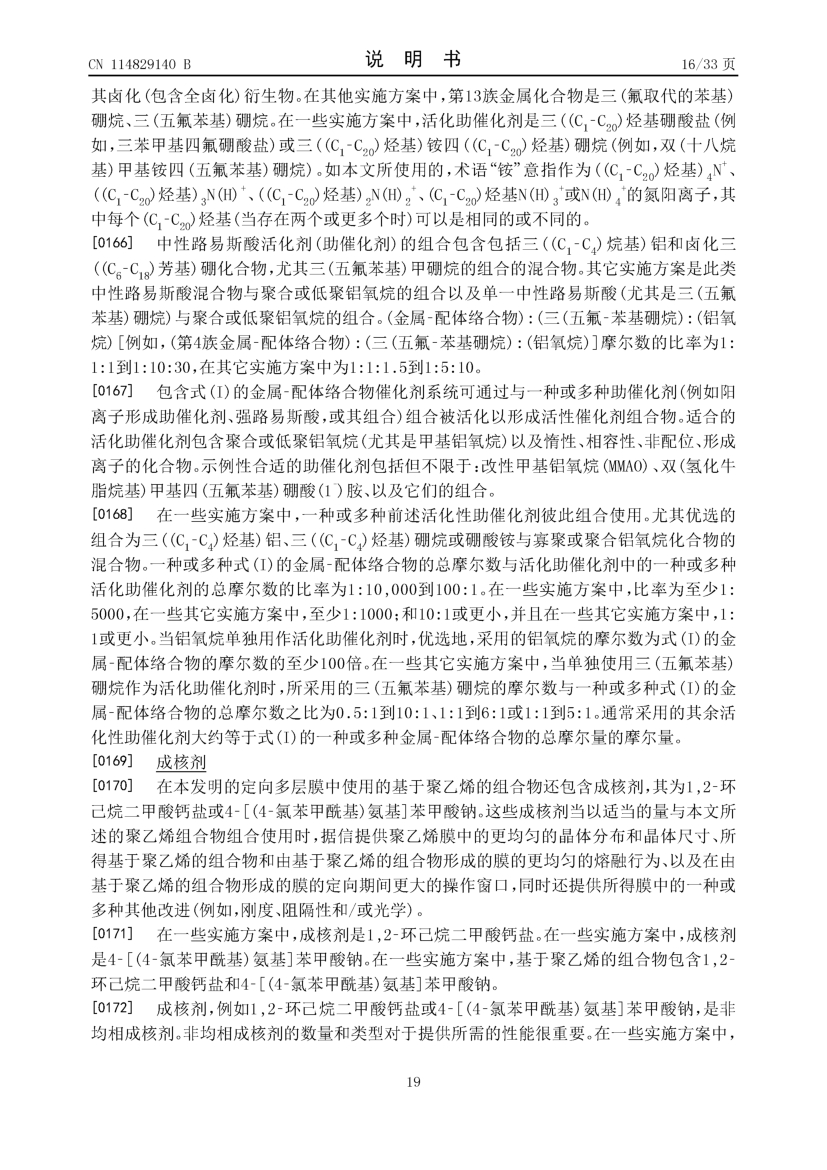 CN 114829140 B
说 明 书
16/33 页
其卤化(包含全卤化)衍生物。在其他实施方案中,第13族金属化合物是三(氟取代的苯基)
硼烷、三(五氟苯基)硼烷。在一些实施方案中,活化助催化剂是三((C₁-C₂₀)烃基硼酸盐(例
如,三苯甲基四氟硼酸盐)或三((C₁-C₂₀)烃基)铵四((C₁-C₂₀)烃基)硼烷(例如,双(十八烷
基)甲基铵四(五氟苯基)硼烷)。如本文所使用的,术语“铵”意指作为((C₁-C₂₀)烃基)₄N⁺、
((C₁-C₂₀)烃基)₃N(H)⁺、((C₁-C₂₀)烃基)₂N(H)₂⁺、(C₁-C₂₀)烃基N(H)₃⁺或N(H)₄⁺的氮阳离子,其
中每个(C₁-C₂₀)烃基(当存在两个或更多个时)可以是相同的或不同的。
[0166] 中性路易斯酸活化剂(助催化剂)的组合包含包括三((C₁-C₄)烷基)铝和卤化三
((C₆-C₁₈)芳基)硼化合物,尤其三(五氟苯基)甲硼烷的组合的混合物。其它实施方案是此类
中性路易斯酸混合物与聚合或低聚铝氧烷的组合以及单一中性路易斯酸(尤其是三(五氟
苯基)硼烷)与聚合或低聚铝氧烷的组合。(金属-配体络合物):(三(五氟-苯基硼烷):(铝氧
烷)[例如,(第4族金属-配体络合物):(三(五氟-苯基硼烷):(铝氧烷)]摩尔数的比率为1:
1:1到1:10:30,在其它实施方案中为1:1:1.5到1:5:10。
[0167] 包含式(I)的金属-配体络合物催化剂系统可通过与一种或多种助催化剂(例如阳
离子形成助催化剂、强路易斯酸,或其组合)组合被活化以形成活性催化剂组合物。适合的
活化助催化剂包含聚合或低聚铝氧烷(尤其是甲基铝氧烷)以及惰性、相容性、非配位、形成
离子的化合物。示例性合适的助催化剂包括但不限于:改性甲基铝氧烷(MMAO)、双(氢化牛
脂烷基)甲基四(五氟苯基)硼酸(1⁻)胺、以及它们的组合。
[0168] 在一些实施方案中,一种或多种前述活化性助催化剂彼此组合使用。尤其优选的
组合为三((C₁-C₄)烃基)铝、三((C₁-C₄)烃基)硼烷或硼酸铵与寡聚或聚合铝氧烷化合物的
混合物。一种或多种式(I)的金属-配体络合物的总摩尔数与活化助催化剂中的一种或多种
活化助催化剂的总摩尔数的比率为1:10,000到100:1。在一些实施方案中,比率为至少1:
5000,在一些其它实施方案中,至少1:1000;和10:1或更小,并且在一些其它实施方案中,1:
1或更小。当铝氧烷单独用作活化助催化剂时,优选地,采用的铝氧烷的摩尔数为式(I)的金
属-配体络合物的摩尔数的至少100倍。在一些其它实施方案中,当单独使用三(五氟苯基)
硼烷作为活化助催化剂时,所采用的三(五氟苯基)硼烷的摩尔数与一种或多种式(I)的金
属-配体络合物的总摩尔数之比为0.5:1到10:1、1:1到6:1或1:1到5:1。通常采用的其余活
化性助催化剂大约等于式(I)的一种或多种金属-配体络合物的总摩尔量的摩尔量。
[0169] 成核剂
[0170] 在本发明的定向多层膜中使用的基于聚乙烯的组合物还包含成核剂,其为1,2-环
己烷二甲酸钙盐或4-[(4-氯苯甲酰基)氨基]苯甲酸钠。这些成核剂当以适当的量与本文所
述的聚乙烯组合物组合使用时,据信提供聚乙烯膜中的更均匀的晶体分布和晶体尺寸、所
得基于聚乙烯的组合物和由基于聚乙烯的组合物形成的膜的更均匀的熔融行为、以及在由
基于聚乙烯的组合物形成的膜的定向期间更大的操作窗口,同时还提供所得膜中的一种或
多种其他改进(例如,刚度、阻隔性和/或光学)。
[0171] 在一些实施方案中,成核剂是1,2-环己烷二甲酸钙盐。在一些实施方案中,成核剂
是4-[(4-氯苯甲酰基)氨基]苯甲酸钠。在一些实施方案中,基于聚乙烯的组合物包含1,2-
环己烷二甲酸钙盐和4-[(4-氯苯甲酰基)氨基]苯甲酸钠。
[0172] 成核剂,例如1,2-环己烷二甲酸钙盐或4-[(4-氯苯甲酰基)氨基]苯甲酸钠,是非
均相成核剂。非均相成核剂的数量和类型对于提供所需的性能很重要。在一些实施方案中,
19